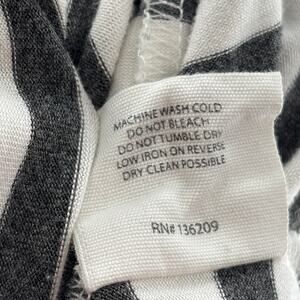 MACHINE WASH COLD
DO NOT BLEACH
DO NOT TUMBLE DRY
LOW IRON ON REVERSE
DRY CLEAN POSSIBLE
RN# 136209